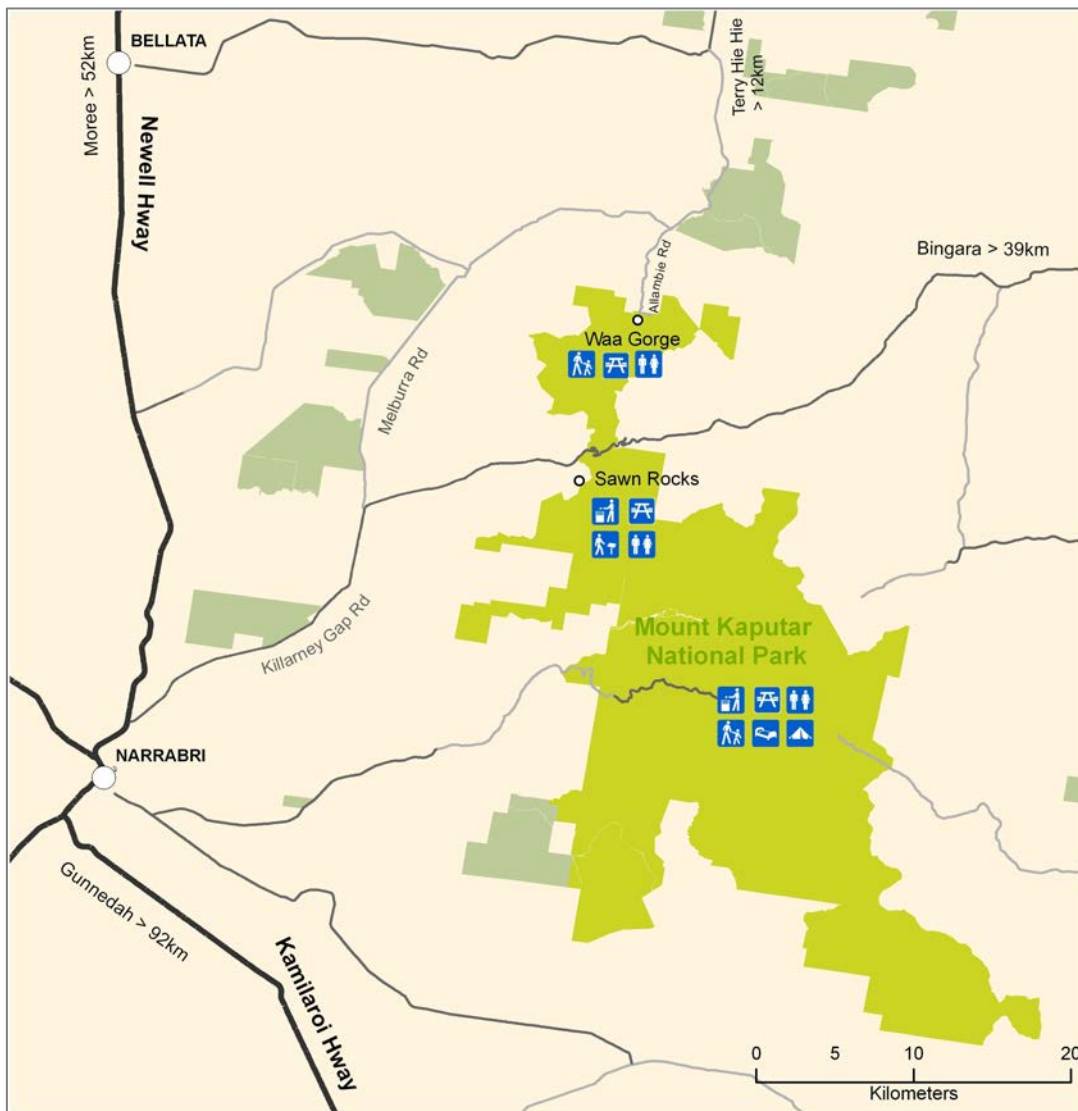 BELLATA
Moree > 52km
Newell Hway
Terry Hie Hie
> 12km
Bingara > 39km
Allambie Rd
Waa Gorge
Melburra Rd
Sawn Rocks
Killarney Gap Rd
Mount Kaputar
National Park
NARRABRI
Gunnedah > 92km
Kamilaroi Hway
0 5 10 20
Kilometers